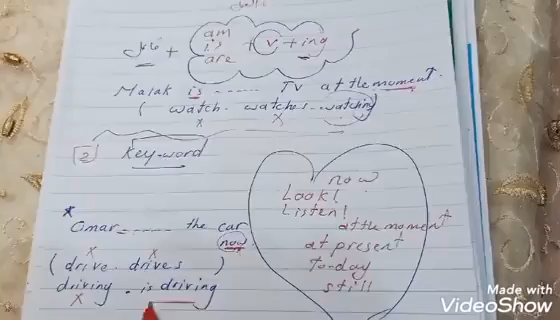 فاعل +
am
is
are
+ v + ing
Malak is ...... TV at the moment.
( watch . watches . watching )
x x
2 Key-word
now
Look!
Listen!
at the moment
at present
to-day
still
* Omar ...... the car now.
x x
( drive . drives )
driving . is driving
x
Made with
VideoShow